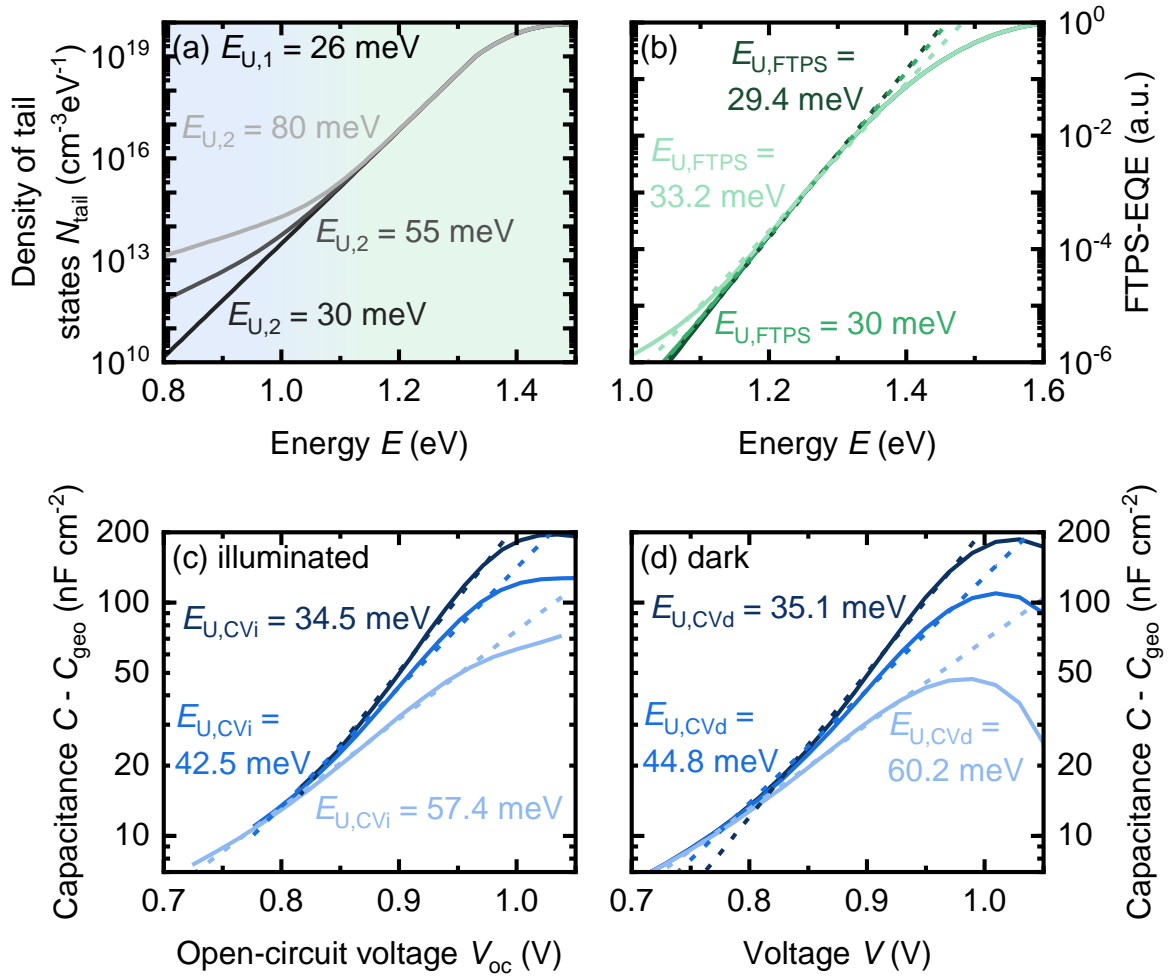 (a) E_U,1 = 26 meV
E_U,2 = 80 meV
E_U,2 = 55 meV
E_U,2 = 30 meV
10^19
10^16
10^13
10^10
0.8 1.0 1.2 1.4
Density of tail
states N_tail (cm^-3 eV^-1)
Energy E (eV)
(b)
E_U,FTPS =
29.4 meV
E_U,FTPS =
33.2 meV
E_U,FTPS = 30 meV
10^0
10^-2
10^-4
10^-6
1.0 1.2 1.4 1.6
FTPS-EQE (a.u.)
Energy E (eV)
(c) illuminated
E_U,CVi = 34.5 meV
E_U,CVi =
42.5 meV
E_U,CVi = 57.4 meV
200
100
50
20
10
0.7 0.8 0.9 1.0
Capacitance C - C_geo (nF cm^-2)
Open-circuit voltage V_oc (V)
(d) dark
E_U,CVd = 35.1 meV
E_U,CVd =
44.8 meV
E_U,CVd =
60.2 meV
200
100
50
20
10
0.7 0.8 0.9 1.0
Capacitance C - C_geo (nF cm^-2)
Voltage V (V)